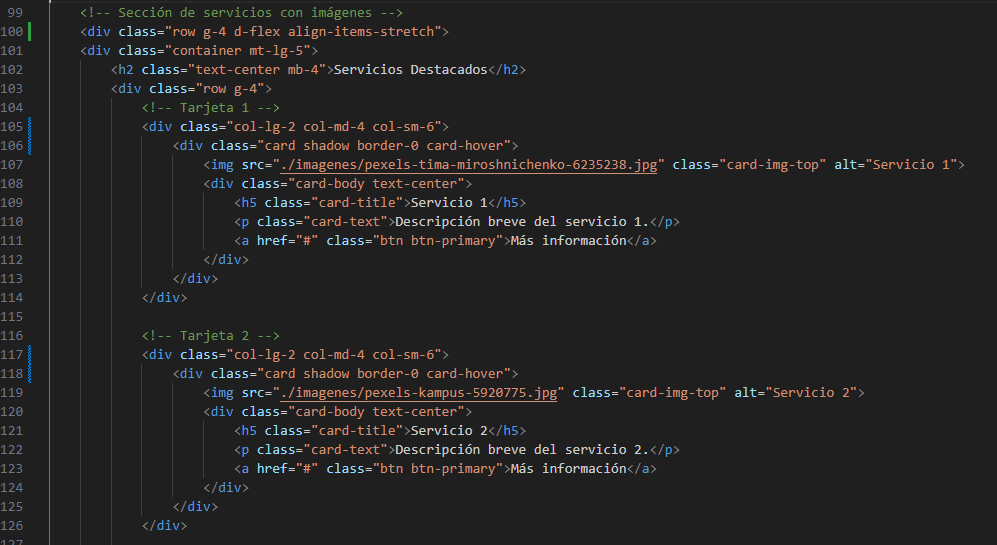 99 <!-- Sección de servicios con imágenes -->
100 <div class="row g-4 d-flex align-items-stretch">
101 <div class="container mt-lg-5">
102 <h2 class="text-center mb-4">Servicios Destacados</h2>
103 <div class="row g-4">
104 <!-- Tarjeta 1 -->
105 <div class="col-lg-2 col-md-4 col-sm-6">
106 <div class="card shadow border-0 card-hover">
107 <img src="./imagenes/pexels-tima-miroshnichenko-6235238.jpg" class="card-img-top" alt="Servicio 1">
108 <div class="card-body text-center">
109 <h5 class="card-title">Servicio 1</h5>
110 <p class="card-text">Descripción breve del servicio 1.</p>
111 <a href="#" class="btn btn-primary">Más información</a>
112 </div>
113 </div>
114 </div>
115
116 <!-- Tarjeta 2 -->
117 <div class="col-lg-2 col-md-4 col-sm-6">
118 <div class="card shadow border-0 card-hover">
119 <img src="./imagenes/pexels-kampus-5920775.jpg" class="card-img-top" alt="Servicio 2">
120 <div class="card-body text-center">
121 <h5 class="card-title">Servicio 2</h5>
122 <p class="card-text">Descripción breve del servicio 2.</p>
123 <a href="#" class="btn btn-primary">Más información</a>
124 </div>
125 </div>
126 </div>
127